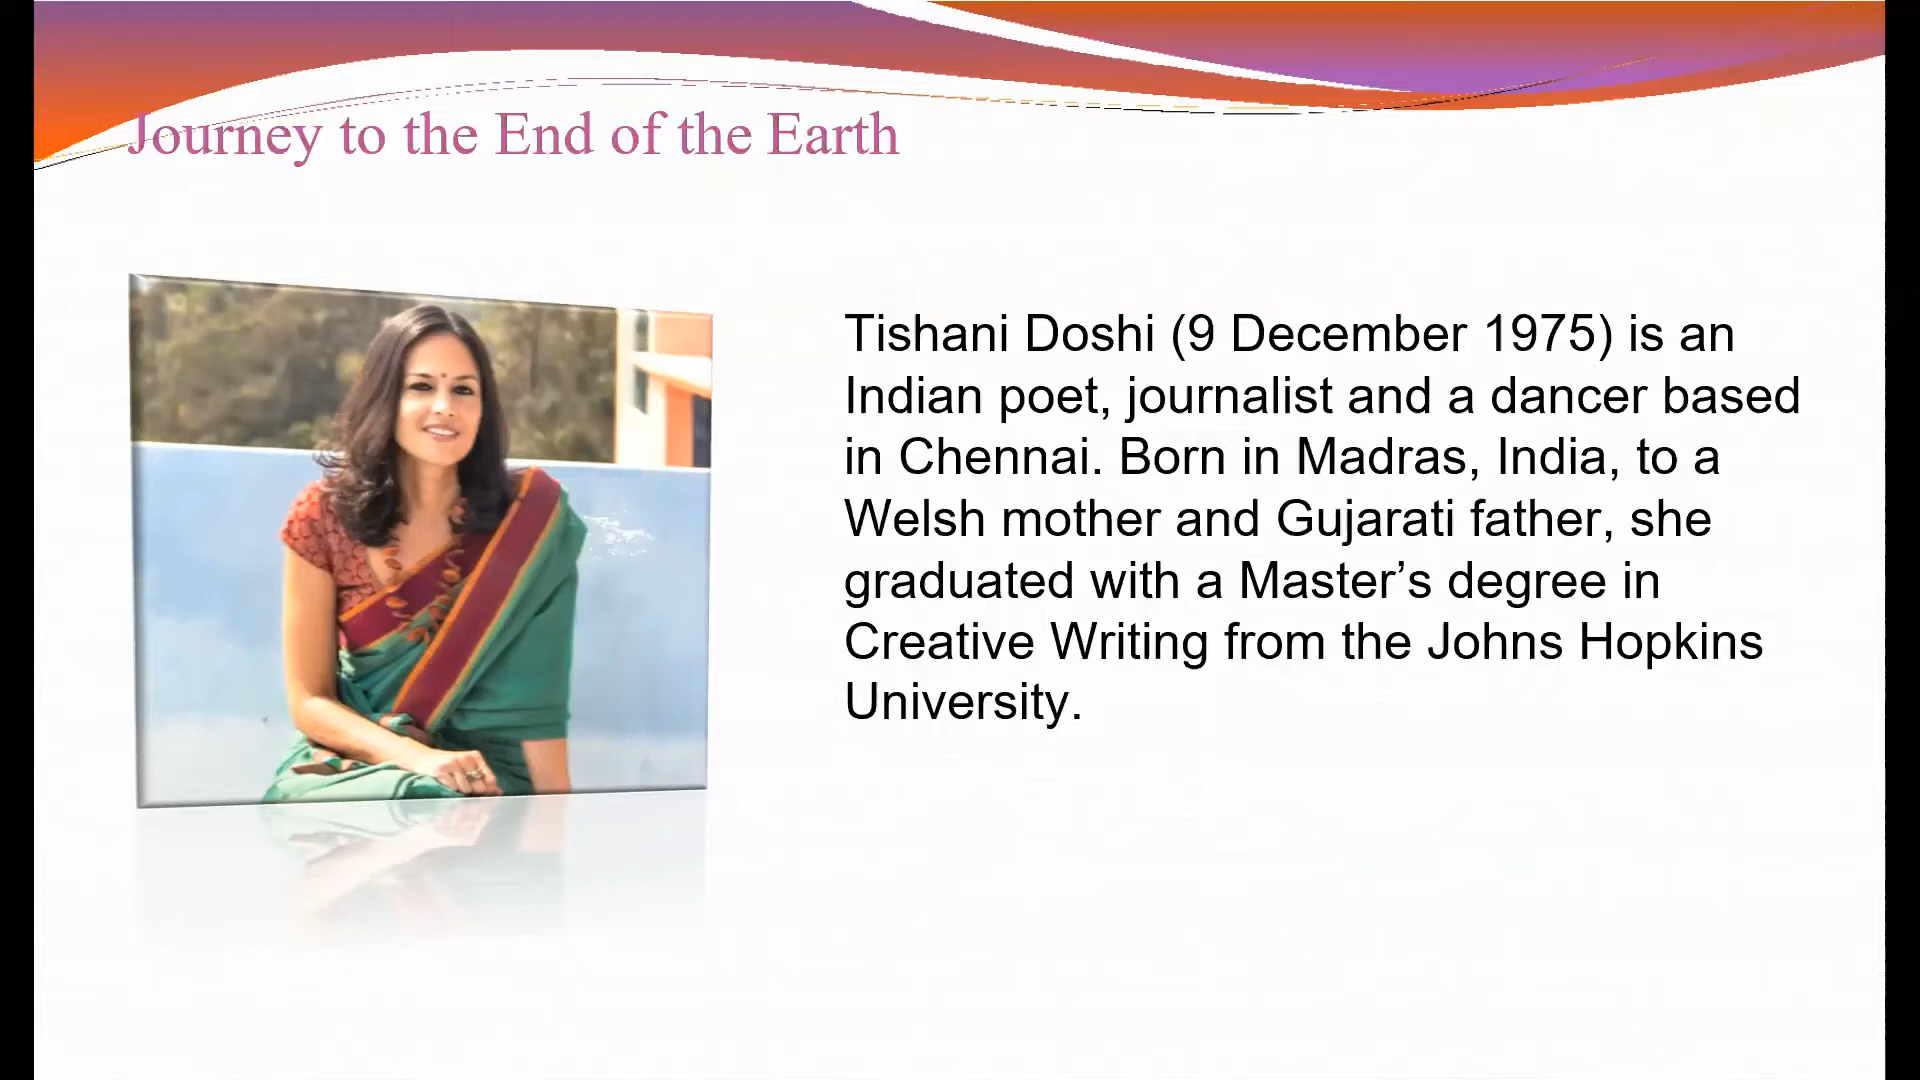 Journey to the End of the Earth
Tishani Doshi (9 December 1975) is an
Indian poet, journalist and a dancer based
in Chennai. Born in Madras, India, to a
Welsh mother and Gujarati father, she
graduated with a Master’s degree in
Creative Writing from the Johns Hopkins
University.